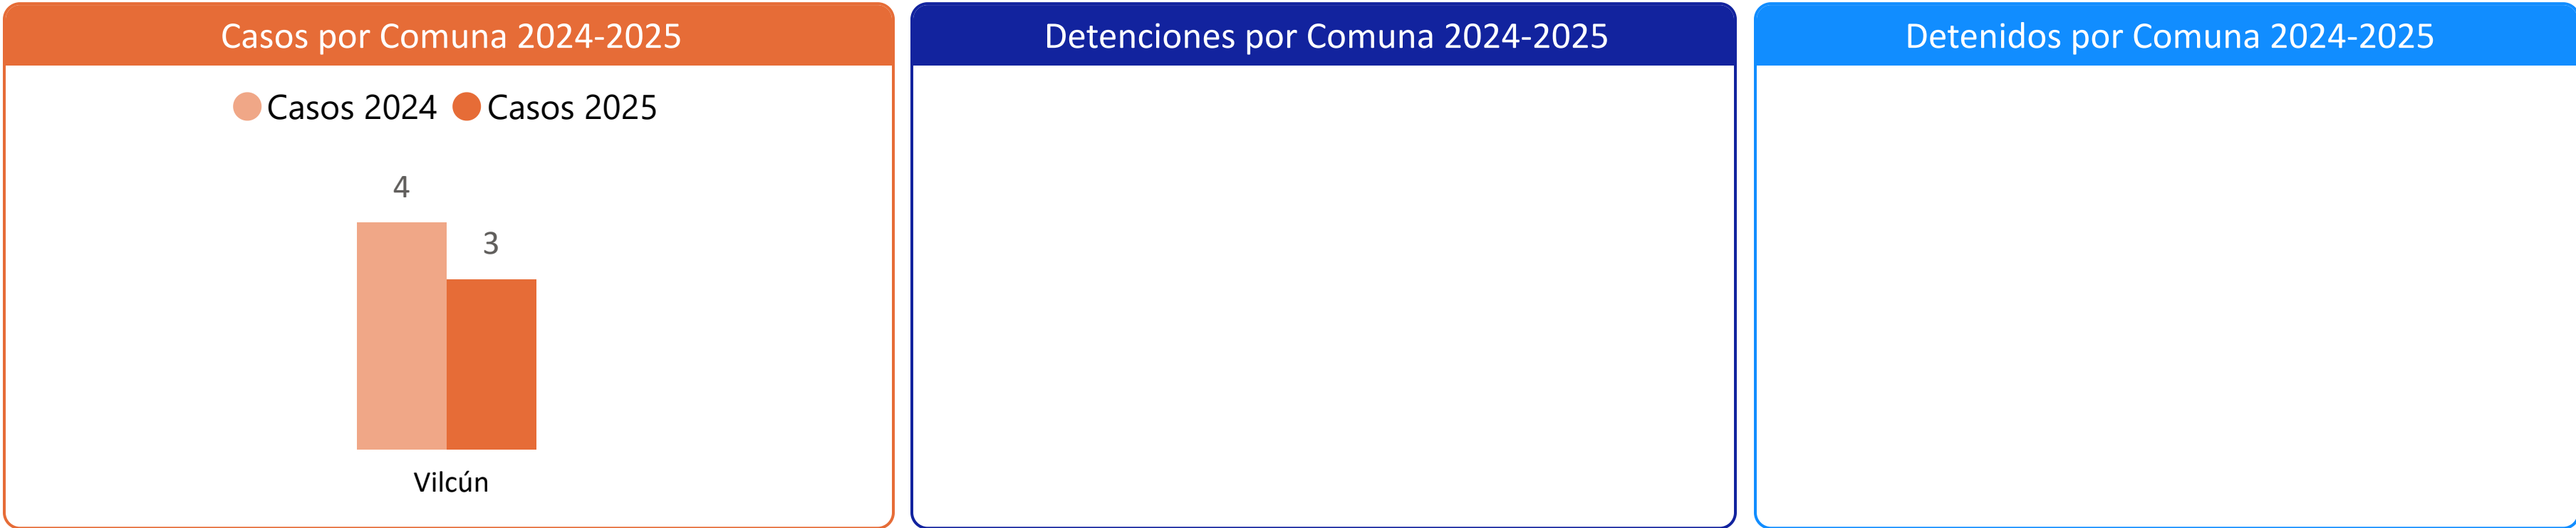 Casos por Comuna 2024-2025
Casos 2024 Casos 2025
4
3
Vilcún
Detenciones por Comuna 2024-2025
Detenidos por Comuna 2024-2025